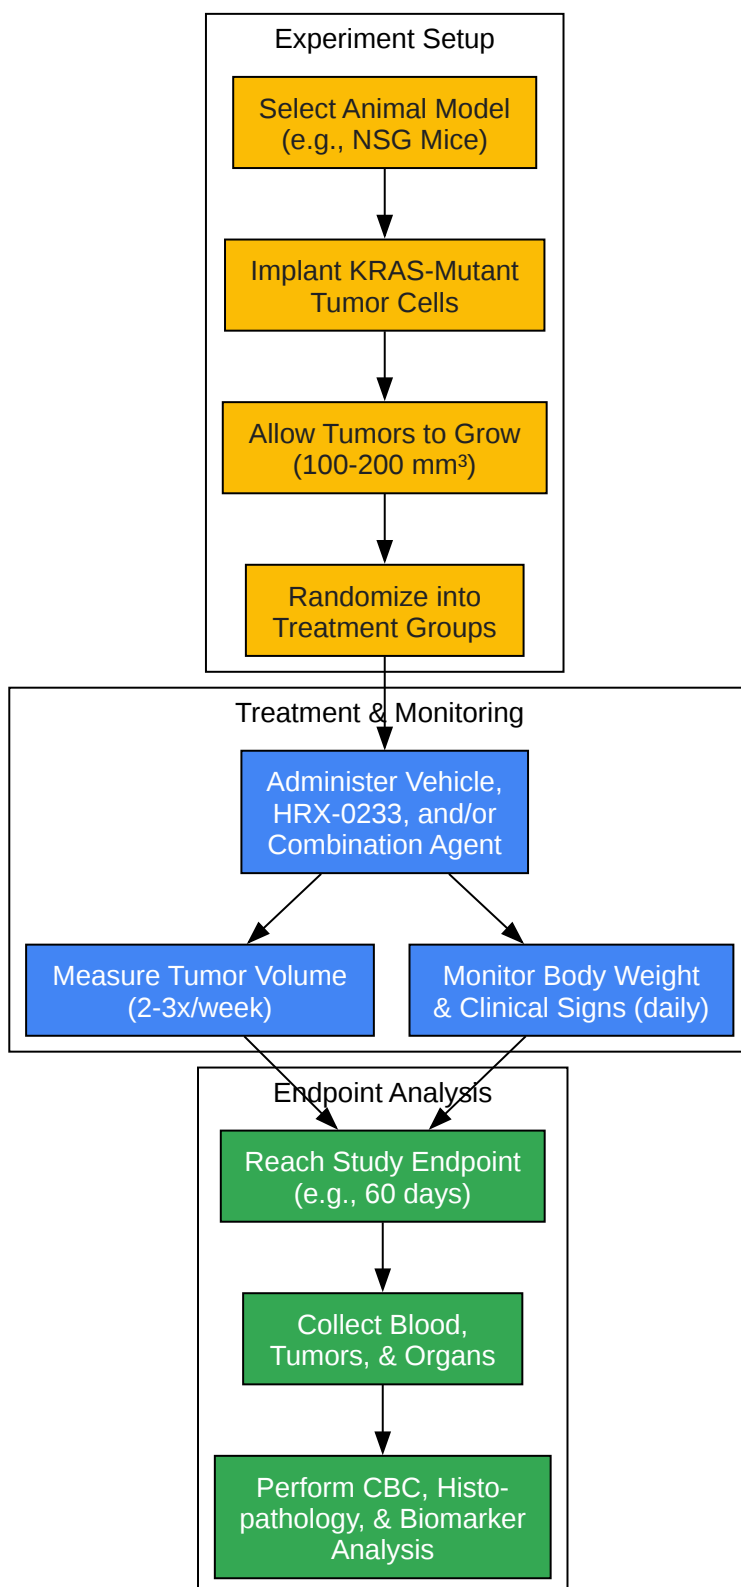 Experiment Setup
Select Animal Model
(e.g., NSG Mice)
Implant KRAS-Mutant
Tumor Cells
Allow Tumors to Grow
(100-200 mm³)
Randomize into
Treatment Groups
Treatment & Monitoring
Administer Vehicle,
HRX-0233, and/or
Combination Agent
Measure Tumor Volume
(2-3x/week)
Monitor Body Weight
& Clinical Signs (daily)
Endpoint Analysis
Reach Study Endpoint
(e.g., 60 days)
Collect Blood,
Tumors, & Organs
Perform CBC, Histo-
pathology, & Biomarker
Analysis